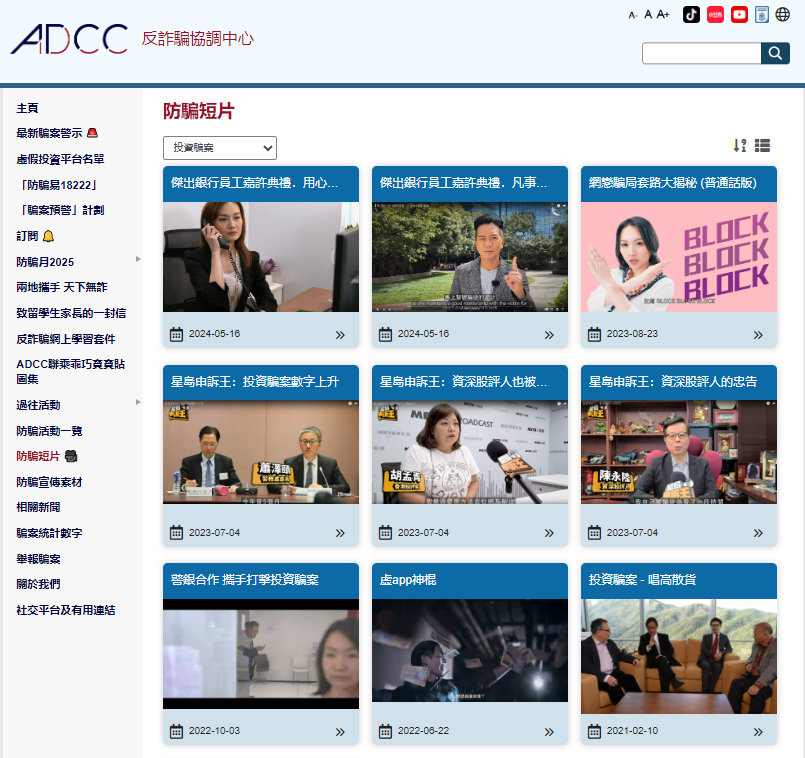 ADCC 反詐騙協調中心
A- A A+
主頁
最新騙案警示
虛假投資平台名單
「防騙易18222」
「騙案預警」計劃
訂閱
防騙月2025
兩地攜手 天下無詐
致留學生家長的一封信
反詐騙網上學習套件
ADCC聯乘乖巧寶寶貼
圖集
過往活動
防騙活動一覽
防騙短片
防騙宣傳素材
相關新聞
騙案統計數字
舉報騙案
關於我們
社交平台及有用連結
防騙短片
投資騙案
傑出銀行員工嘉許典禮．用心...
2024-05-16
傑出銀行員工嘉許典禮．凡事...
2024-05-16
網戀騙局套路大揭秘 (普通話版)
BLOCK
BLOCK
BLOCK
2023-08-23
星島申訴王：投資騙案數字上升
蕭澤頤
2023-07-04
星島申訴王：資深股評人也被...
胡孟青
2023-07-04
星島申訴王：資深股評人的忠告
陳永陸
2023-07-04
警銀合作 攜手打擊投資騙案
2022-10-03
虛app神棍
2022-06-22
投資騙案 - 唱高散貨
2021-02-10